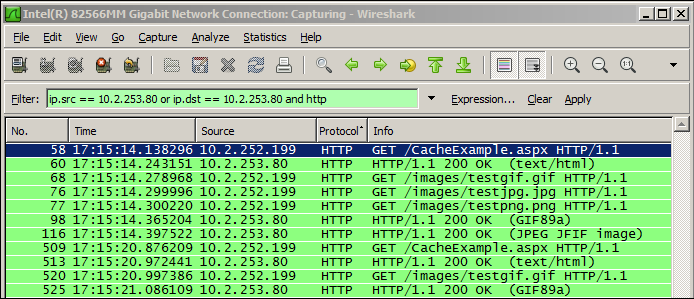 Intel(R) 82566MM Gigabit Network Connection: Capturing - Wireshark
File Edit View Go Capture Analyze Statistics Help
Filter: ip.src == 10.2.253.80 or ip.dst == 10.2.253.80 and http Expression... Clear Apply
No. Time Source Protocol Info
58 17:15:14.138296 10.2.252.199 HTTP GET /CacheExample.aspx HTTP/1.1
60 17:15:14.243151 10.2.253.80 HTTP HTTP/1.1 200 OK (text/html)
68 17:15:14.278968 10.2.252.199 HTTP GET /images/testgif.gif HTTP/1.1
76 17:15:14.299996 10.2.252.199 HTTP GET /images/testjpg.jpg HTTP/1.1
77 17:15:14.300220 10.2.252.199 HTTP GET /images/testpng.png HTTP/1.1
98 17:15:14.365204 10.2.253.80 HTTP HTTP/1.1 200 OK (GIF89a)
116 17:15:14.397522 10.2.253.80 HTTP HTTP/1.1 200 OK (JPEG JFIF image)
509 17:15:20.876209 10.2.252.199 HTTP GET /CacheExample.aspx HTTP/1.1
513 17:15:20.972441 10.2.253.80 HTTP HTTP/1.1 200 OK (text/html)
520 17:15:20.997386 10.2.252.199 HTTP GET /images/testgif.gif HTTP/1.1
525 17:15:21.086109 10.2.253.80 HTTP HTTP/1.1 200 OK (GIF89a)